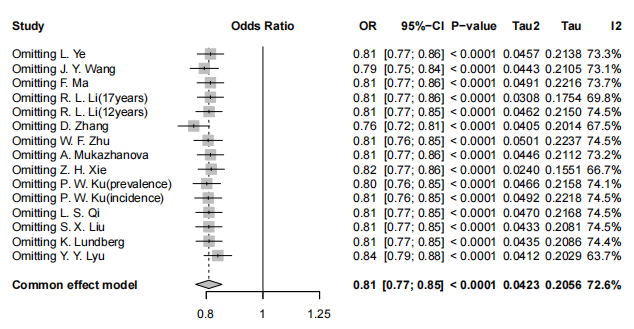 Study Odds Ratio OR 95%−CI P−value Tau2 Tau I2
Omitting L. Ye 0.81 [0.77; 0.86] < 0.0001 0.0457 0.2138 73.3%
Omitting J. Y. Wang 0.79 [0.75; 0.84] < 0.0001 0.0443 0.2105 73.1%
Omitting F. Ma 0.81 [0.77; 0.86] < 0.0001 0.0491 0.2216 73.6%
Omitting R. L. Li(17years) 0.81 [0.77; 0.86] < 0.0001 0.0308 0.1754 69.8%
Omitting R. L. Li(12years) 0.81 [0.77; 0.85] < 0.0001 0.0462 0.2150 74.5%
Omitting D. Zhang 0.76 [0.72; 0.81] < 0.0001 0.0405 0.2014 67.5%
Omitting W. F. Zhu 0.81 [0.76; 0.85] < 0.0001 0.0501 0.2237 74.5%
Omitting A. Mukazhanova 0.81 [0.77; 0.86] < 0.0001 0.0446 0.2112 73.2%
Omitting Z. H. Xie 0.82 [0.77; 0.86] < 0.0001 0.0240 0.1551 66.7%
Omitting P. W. Ku(prevalence) 0.80 [0.76; 0.85] < 0.0001 0.0466 0.2158 74.1%
Omitting P. W. Ku(incidence) 0.81 [0.76; 0.85] < 0.0001 0.0492 0.2218 74.5%
Omitting L. S. Qi 0.81 [0.77; 0.85] < 0.0001 0.0470 0.2168 74.5%
Omitting S. X. Liu 0.81 [0.77; 0.85] < 0.0001 0.0433 0.2081 74.5%
Omitting K. Lundberg 0.81 [0.77; 0.85] < 0.0001 0.0435 0.2086 74.4%
Omitting Y. Y. Lyu 0.84 [0.79; 0.88] < 0.0001 0.0412 0.2029 63.7%
Common effect model 0.81 [0.77; 0.85] < 0.0001 0.0423 0.2056 72.6%
0.8 1 1.25